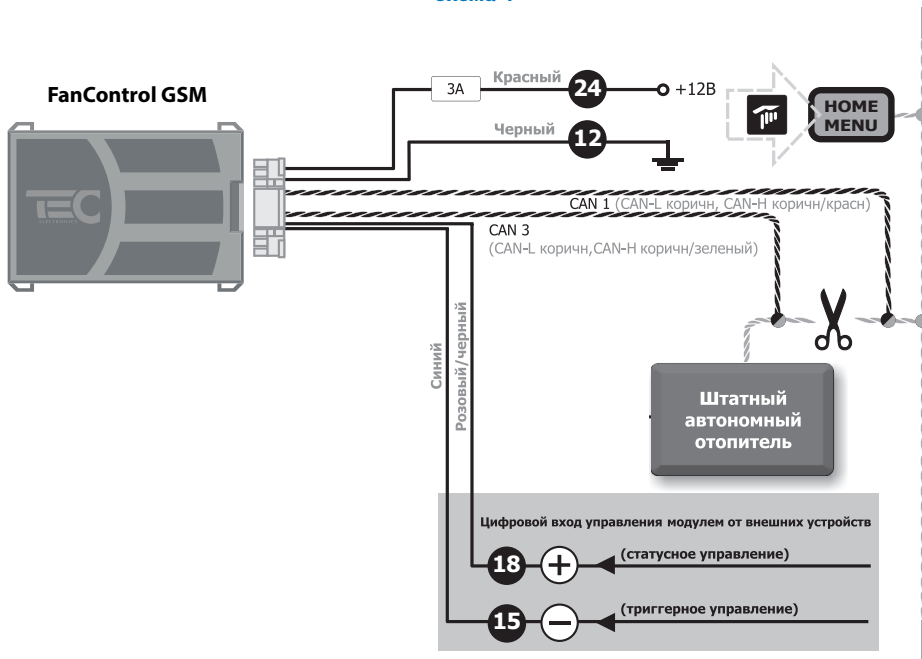 FanControl GSM
TEC
3A
Красный
24
+12В
HOME
MENU
Черный
12
CAN 1 (CAN-L коричн, CAN-H коричн/красн)
CAN 3
(CAN-L коричн,CAN-H коричн/зеленый)
Синий
Розовый/черный
Штатный
автономный
отопитель
Цифровой вход управления модулем от внешних устройств
18
(статусное управление)
15
(триггерное управление)